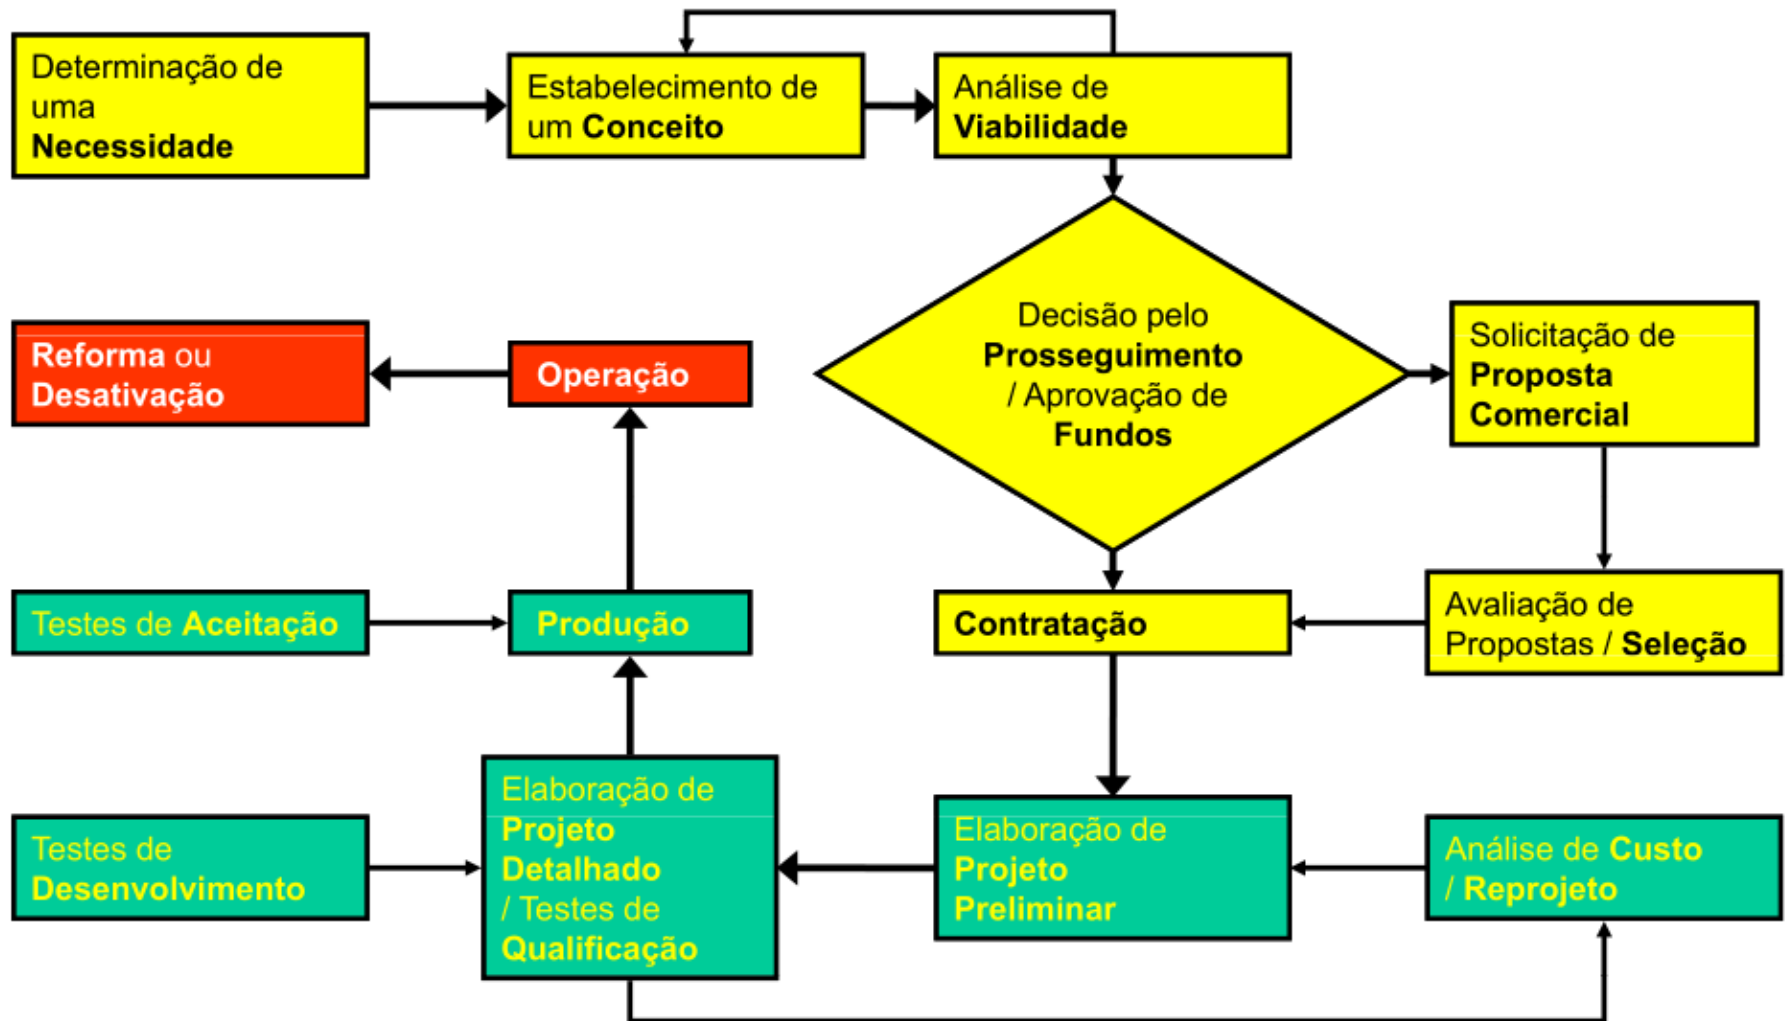 Determinação de
uma
Necessidade
Estabelecimento de
um Conceito
Análise de
Viabilidade
Decisão pelo
Prosseguimento
/ Aprovação de
Fundos
Solicitação de
Proposta
Comercial
Reforma ou
Desativação
Operação
Testes de Aceitação
Produção
Contratação
Avaliação de
Propostas / Seleção
Testes de
Desenvolvimento
Elaboração de
Projeto
Detalhado
/ Testes de
Qualificação
Elaboração de
Projeto
Preliminar
Análise de Custo
/ Reprojeto